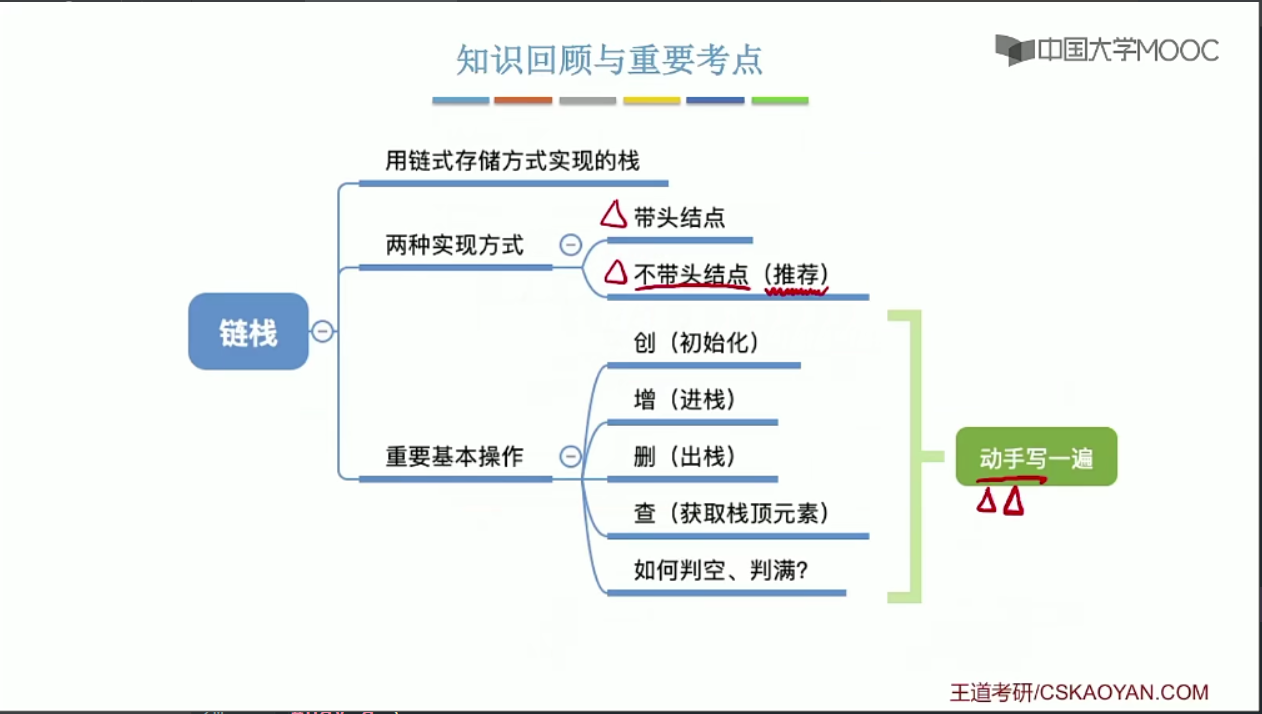 知识回顾与重要考点
中国大学MOOC
用链式存储方式实现的栈
带头结点
两种实现方式
不带头结点（推荐）
链栈
创（初始化）
增（进栈）
重要基本操作
删（出栈）
动手写一遍
查（获取栈顶元素）
如何判空、判满?
王道考研/CSKAOYAN.COM